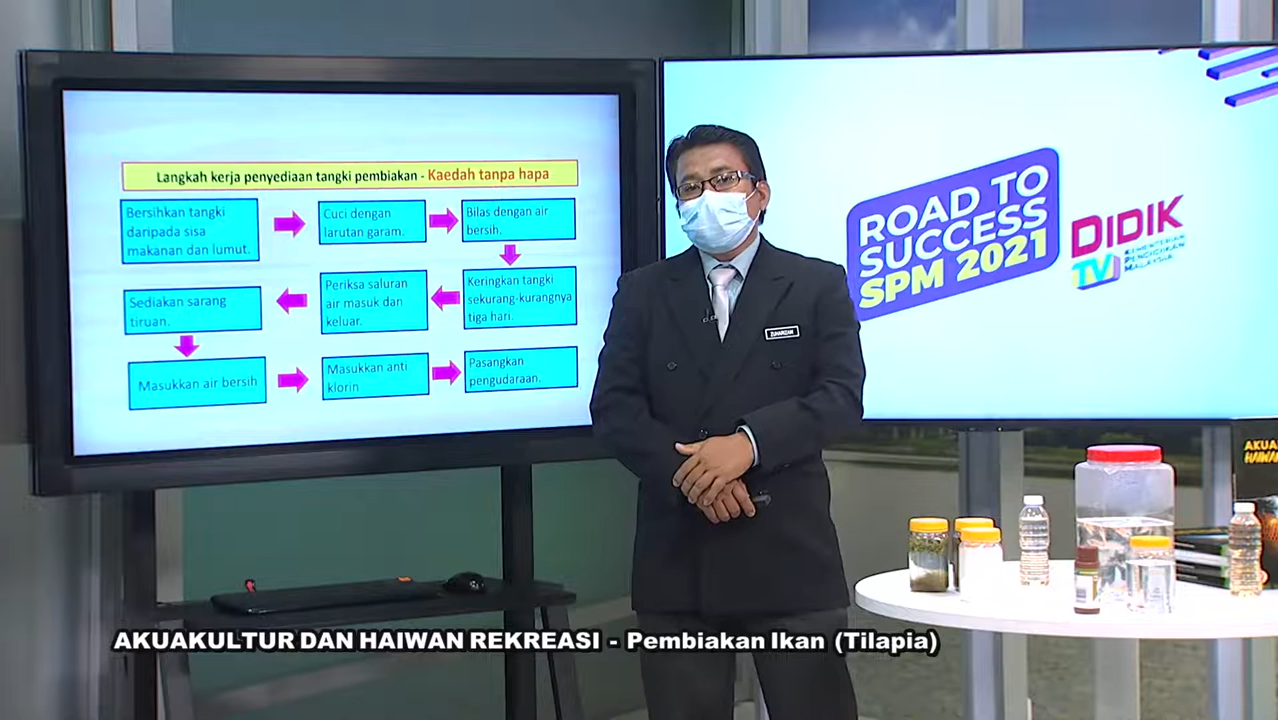 Langkah kerja penyediaan tangki pembiakan - Kaedah tanpa hapa
Bersihkan tangki
daripada sisa
makanan dan lumut.
Cuci dengan
larutan garam.
Bilas dengan air
bersih.
Keringkan tangki
sekurang-kurangnya
tiga hari.
Periksa saluran
air masuk dan
keluar.
Sediakan sarang
tiruan.
Masukkan air bersih
Masukkan anti
klorin
Pasangkan
pengudaraan.
ROAD TO
SUCCESS
SPM 2021
DIDIK
TV
KEMENTERIAN
PENDIDIKAN
MALAYSIA
AKUAKULTUR DAN HAIWAN REKREASI - Pembiakan Ikan (Tilapia)